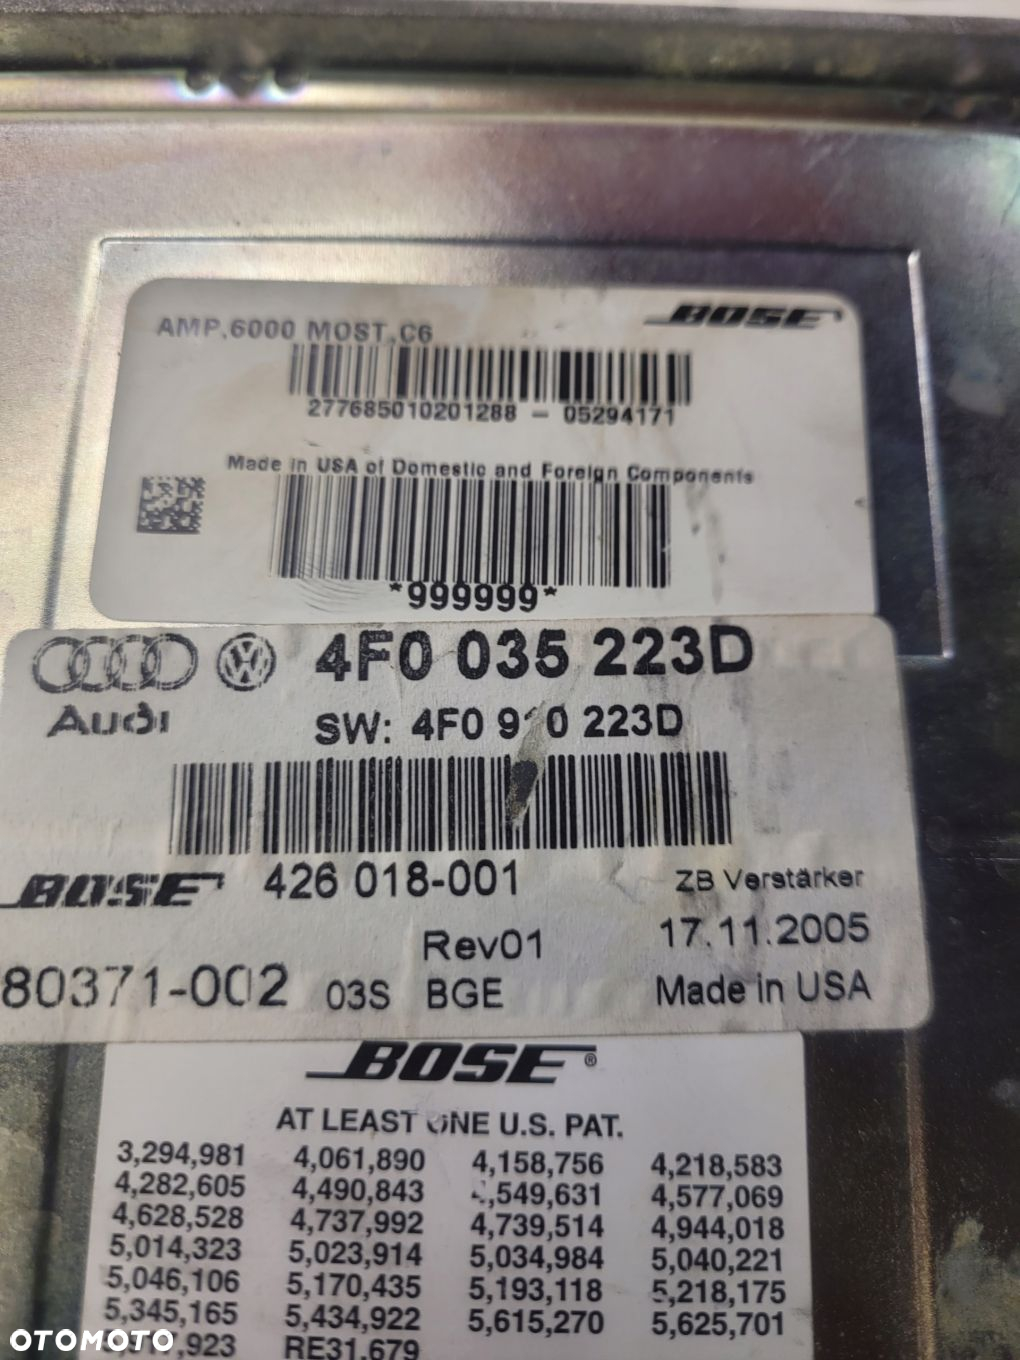 BOSE
AMP,6000 MOST,C6
277685010201288 - 05294171
Made in USA of Domestic and Foreign Components
*999999*
4F0 035 223D
Audi
SW: 4F0 223D
BOSE 426 018-001 ZB Verstärker
Rev01 17.11.2005
80371-002 03S BGE Made in USA
BOSE®
AT LEAST ONE U.S. PAT.
3,294,981 4,061,890 4,158,756 4,218,583
4,282,605 4,490,843 4,549,631 4,577,069
4,628,528 4,737,992 4,739,514 4,944,018
5,014,323 5,023,914 5,034,984 5,040,221
5,046,106 5,170,435 5,193,118 5,218,175
5,345,165 5,434,922 5,615,270 5,625,701
RE31,679
OTOMOTO